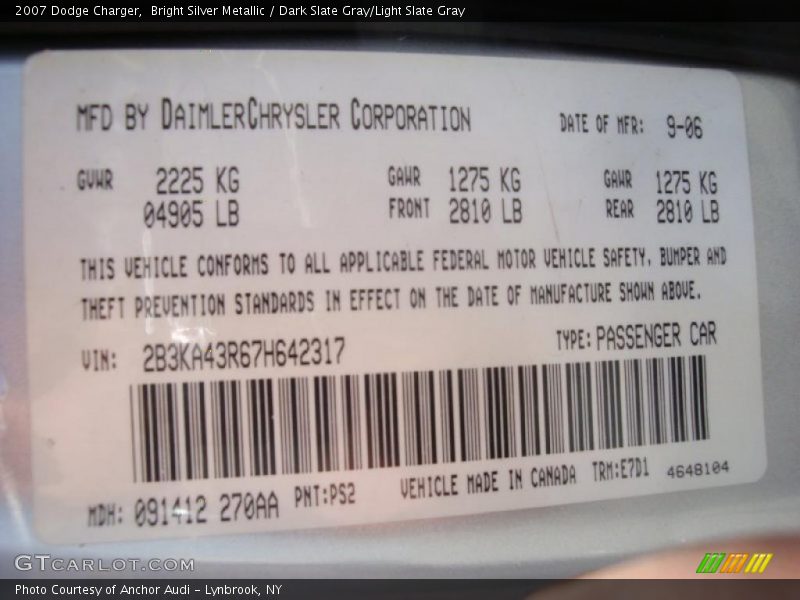 2007 Dodge Charger,  Bright Silver Metallic / Dark Slate Gray/Light Slate Gray
MFD BY DAIMLERCHRYSLER CORPORATION DATE OF MFR: 9-06
GVWR 2225 KG GAWR 1275 KG GAWR 1275 KG
04905 LB FRONT 2810 LB REAR 2810 LB
THIS VEHICLE CONFORMS TO ALL APPLICABLE FEDERAL MOTOR VEHICLE SAFETY, BUMPER AND
THEFT PREVENTION STANDARDS IN EFFECT ON THE DATE OF MANUFACTURE SHOWN ABOVE.
VIN: 2B3KA43R67H642317 TYPE: PASSENGER CAR
MDH: 091412 270AA PNT:PS2 VEHICLE MADE IN CANADA TRM:E7D1 4648104
GTCARLOT.COM
Photo Courtesy of Anchor Audi – Lynbrook, NY